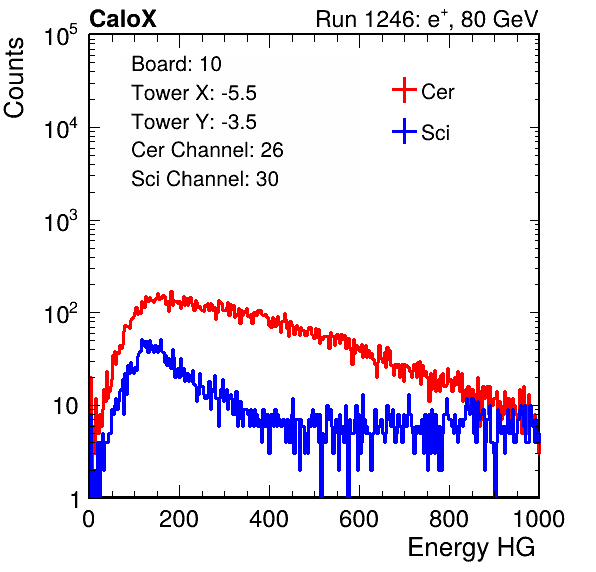 CaloX Run 1246: e⁺, 80 GeV
Counts
Board: 10
Tower X: -5.5
Tower Y: -3.5
Cer Channel: 26
Sci Channel: 30
Cer
Sci
10⁵
10⁴
10³
10²
10
1
0 200 400 600 800 1000
Energy HG